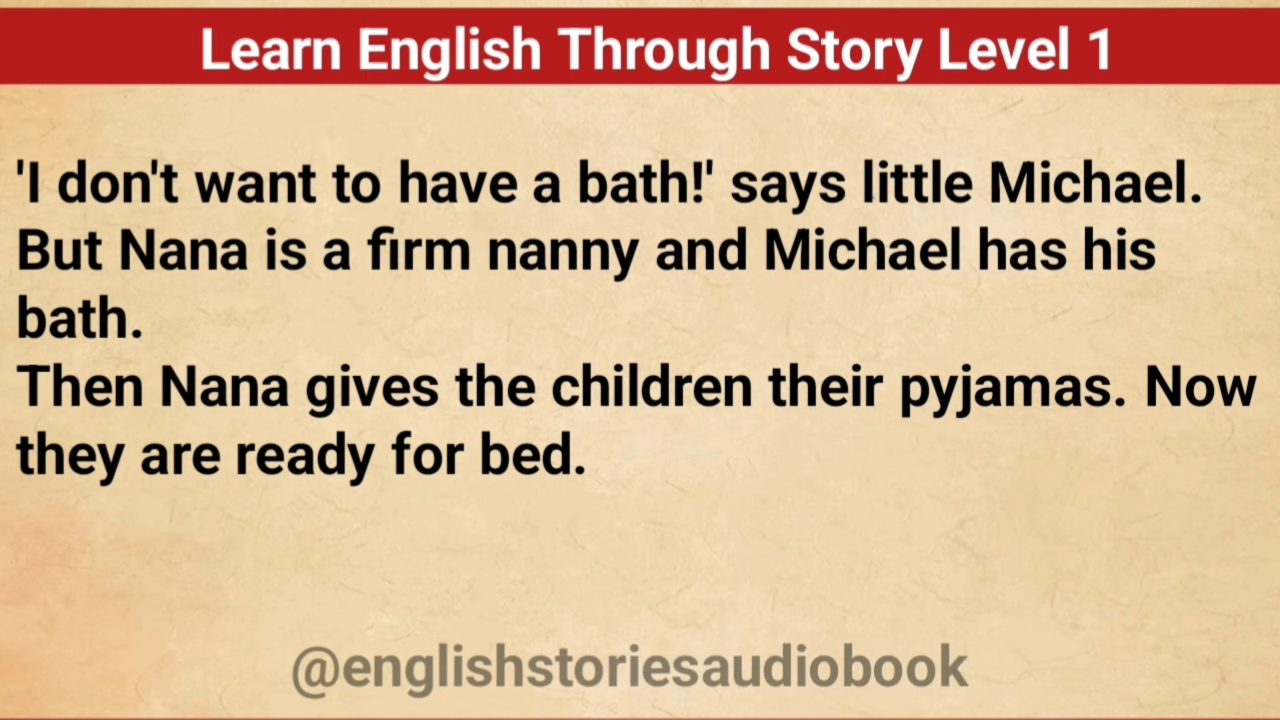 Learn English Through Story Level 1
'I don't want to have a bath!' says little Michael.
But Nana is a firm nanny and Michael has his
bath.
Then Nana gives the children their pyjamas. Now
they are ready for bed.
@englishstoriesaudiobook